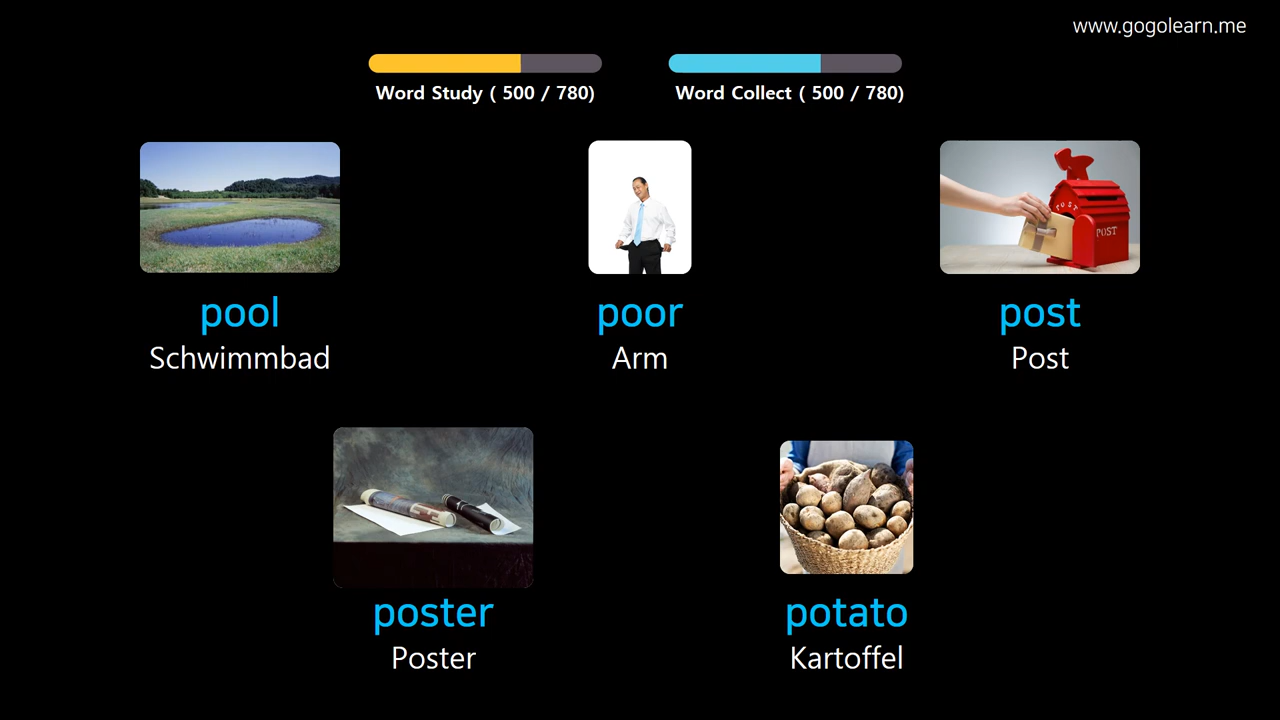 www.gogolearn.me
Word Study ( 500 / 780)
Word Collect ( 500 / 780)
POST
POST
pool
poor
post
Schwimmbad
Arm
Post
poster
potato
Poster
Kartoffel